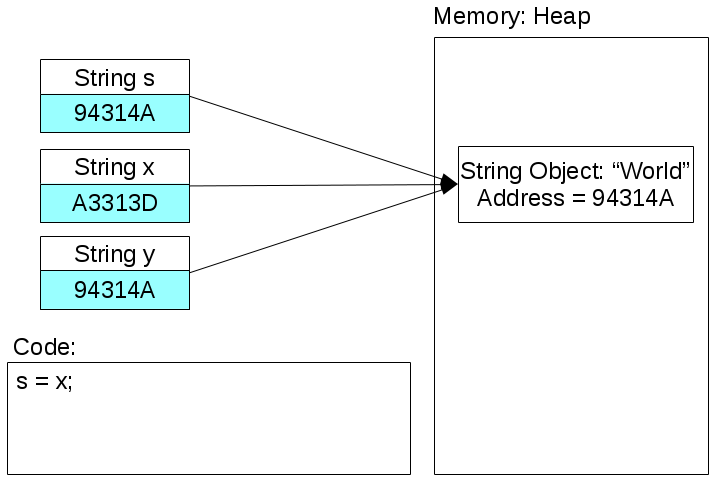 Memory: Heap
String s
94314A
String x
A3313D
String y
94314A
String Object: “World”
Address = 94314A
Code:
s = x;